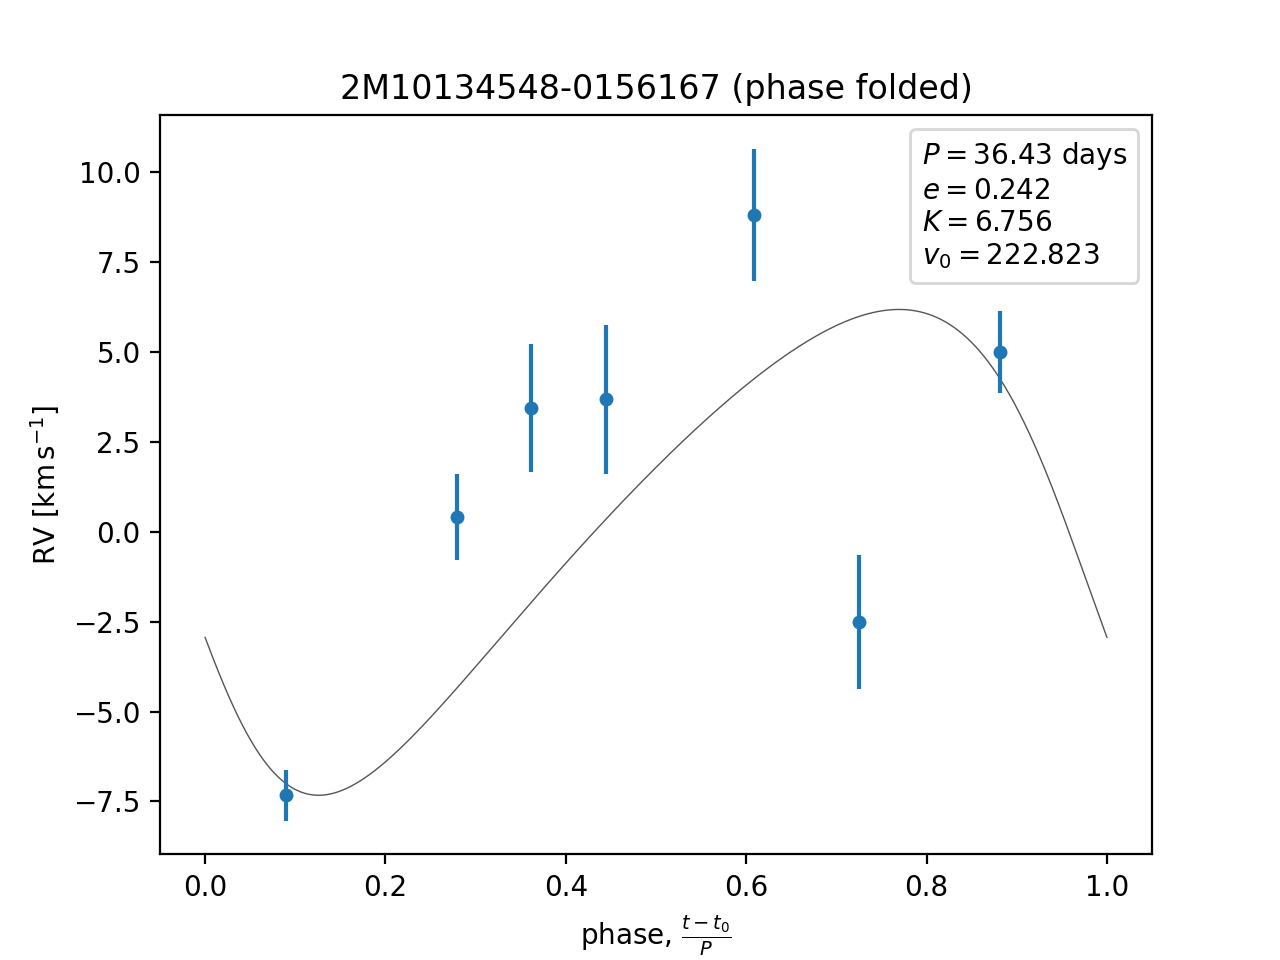 2M10134548-0156167 (phase folded)
P = 36.43 days
e = 0.242
K = 6.756
v₀ = 222.823
RV [km s⁻¹]
10.0
7.5
5.0
2.5
0.0
−2.5
−5.0
−7.5
0.0 0.2 0.4 0.6 0.8 1.0
phase, (t − t₀)/P